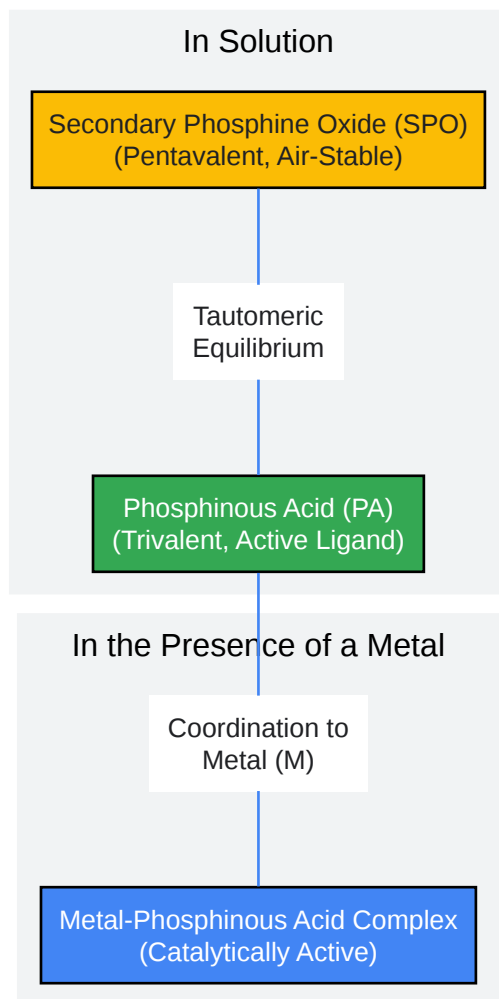 In Solution
Secondary Phosphine Oxide (SPO)
(Pentavalent, Air-Stable)
Tautomeric
Equilibrium
Phosphinous Acid (PA)
(Trivalent, Active Ligand)
In the Presence of a Metal
Coordination to
Metal (M)
Metal-Phosphinous Acid Complex
(Catalytically Active)